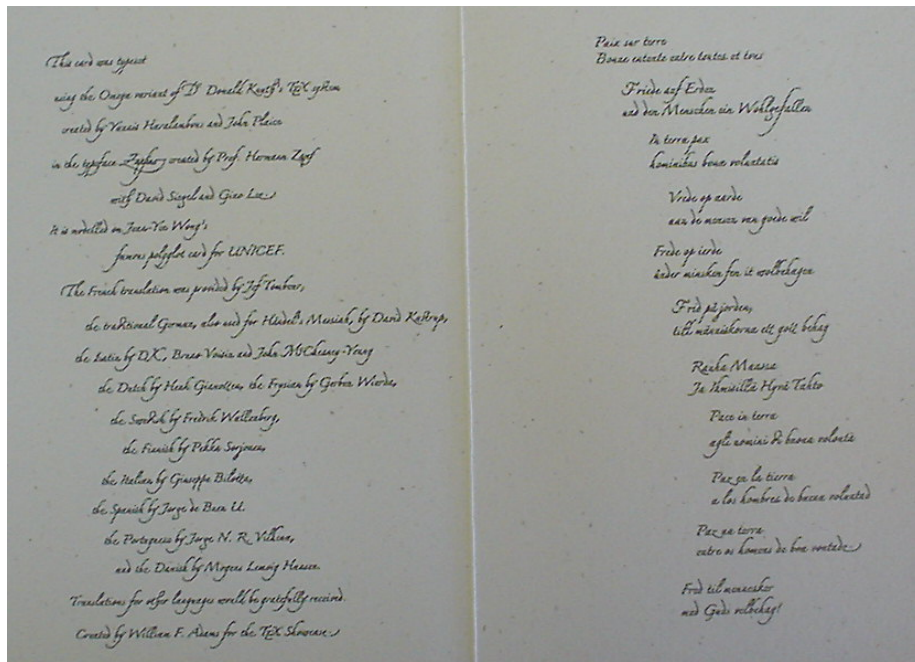 This card was typeset
using the Omega variant of Dr Donald Knuth's TEX system
created by Yannis Haralambous and John Plaice
in the typeface Zapfino created by Prof. Hermann Zapf
with David Siegel and Gino Lee
It is modelled on Jean-Yee Wong's
famous polyglot card for UNICEF.
The French translation was provided by Jef Tombeur,
the traditional German, also used for Händel's Messiah, by David Kastrup,
the Latin by DX, Bruno Voisin and John McChesney-Young
the Dutch by Henk Gianotten, the Frysian by Gerben Wierda,
the Swedish by Fredrik Wallenberg,
the Finnish by Pekka Sorjonen,
the Italian by Giuseppe Bilotta,
the Spanish by Jorge de Buen U.
the Portuguese by Jorge N. R. Vilhena,
and the Danish by Mogens Lemvig Hansen.
Translations for other languages would be gratefully received.
Created by William F. Adams for the TEX Showcase
Paix sur terre
Bonne entente entre toutes et tous
Friede auf Erden
und den Menschen ein Wohlgefallen
In terra pax
hominibus bonæ voluntatis
Vrede op aarde
aan de mensen van goede wil
Frede op ierde
ûnder minsken fen it wolbehagen
Frid på jorden,
till människorna ett gott behag
Rauha Maassa
Ja Ihmisillä Hyvä Tahto
Pace in terra
agli uomini di buona volontà
Paz en la tierra
a los hombres de buena voluntad
Paz na terra
entre os homens de boa vontade
Fred til mennesker
med Guds velbehag!